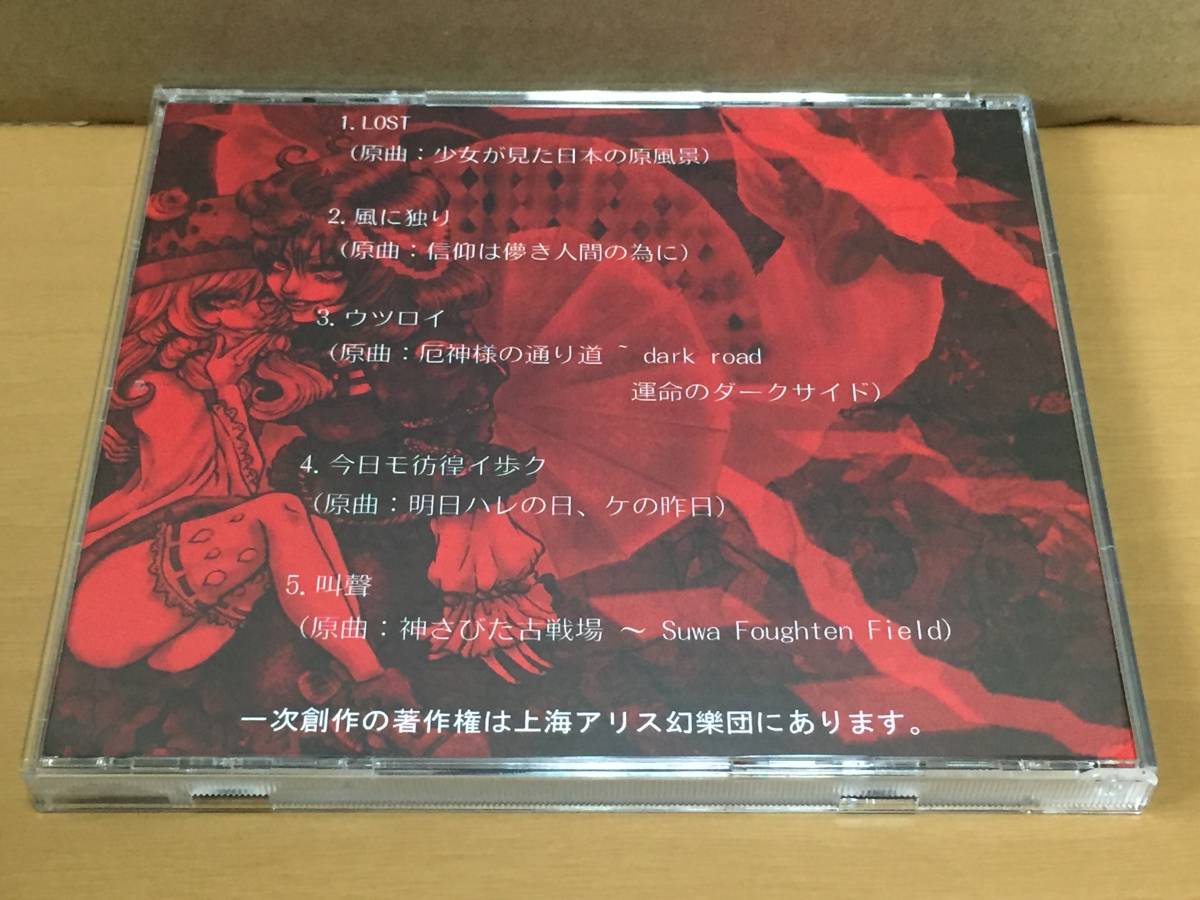 1. LOST
(原曲：少女が見た日本の原風景)
2. 風に独り
(原曲：信仰は儚き人間の為に)
3. ウツロイ
(原曲：厄神様の通り道 ~ dark road
運命のダークサイド)
4. 今日モ彷徨イ歩ク
(原曲：明日ハレの日、ケの昨日)
5. 叫聲
(原曲：神さびた古戦場 ～ Suwa Foughten Field)
一次創作の著作権は上海アリス幻樂団にあります。